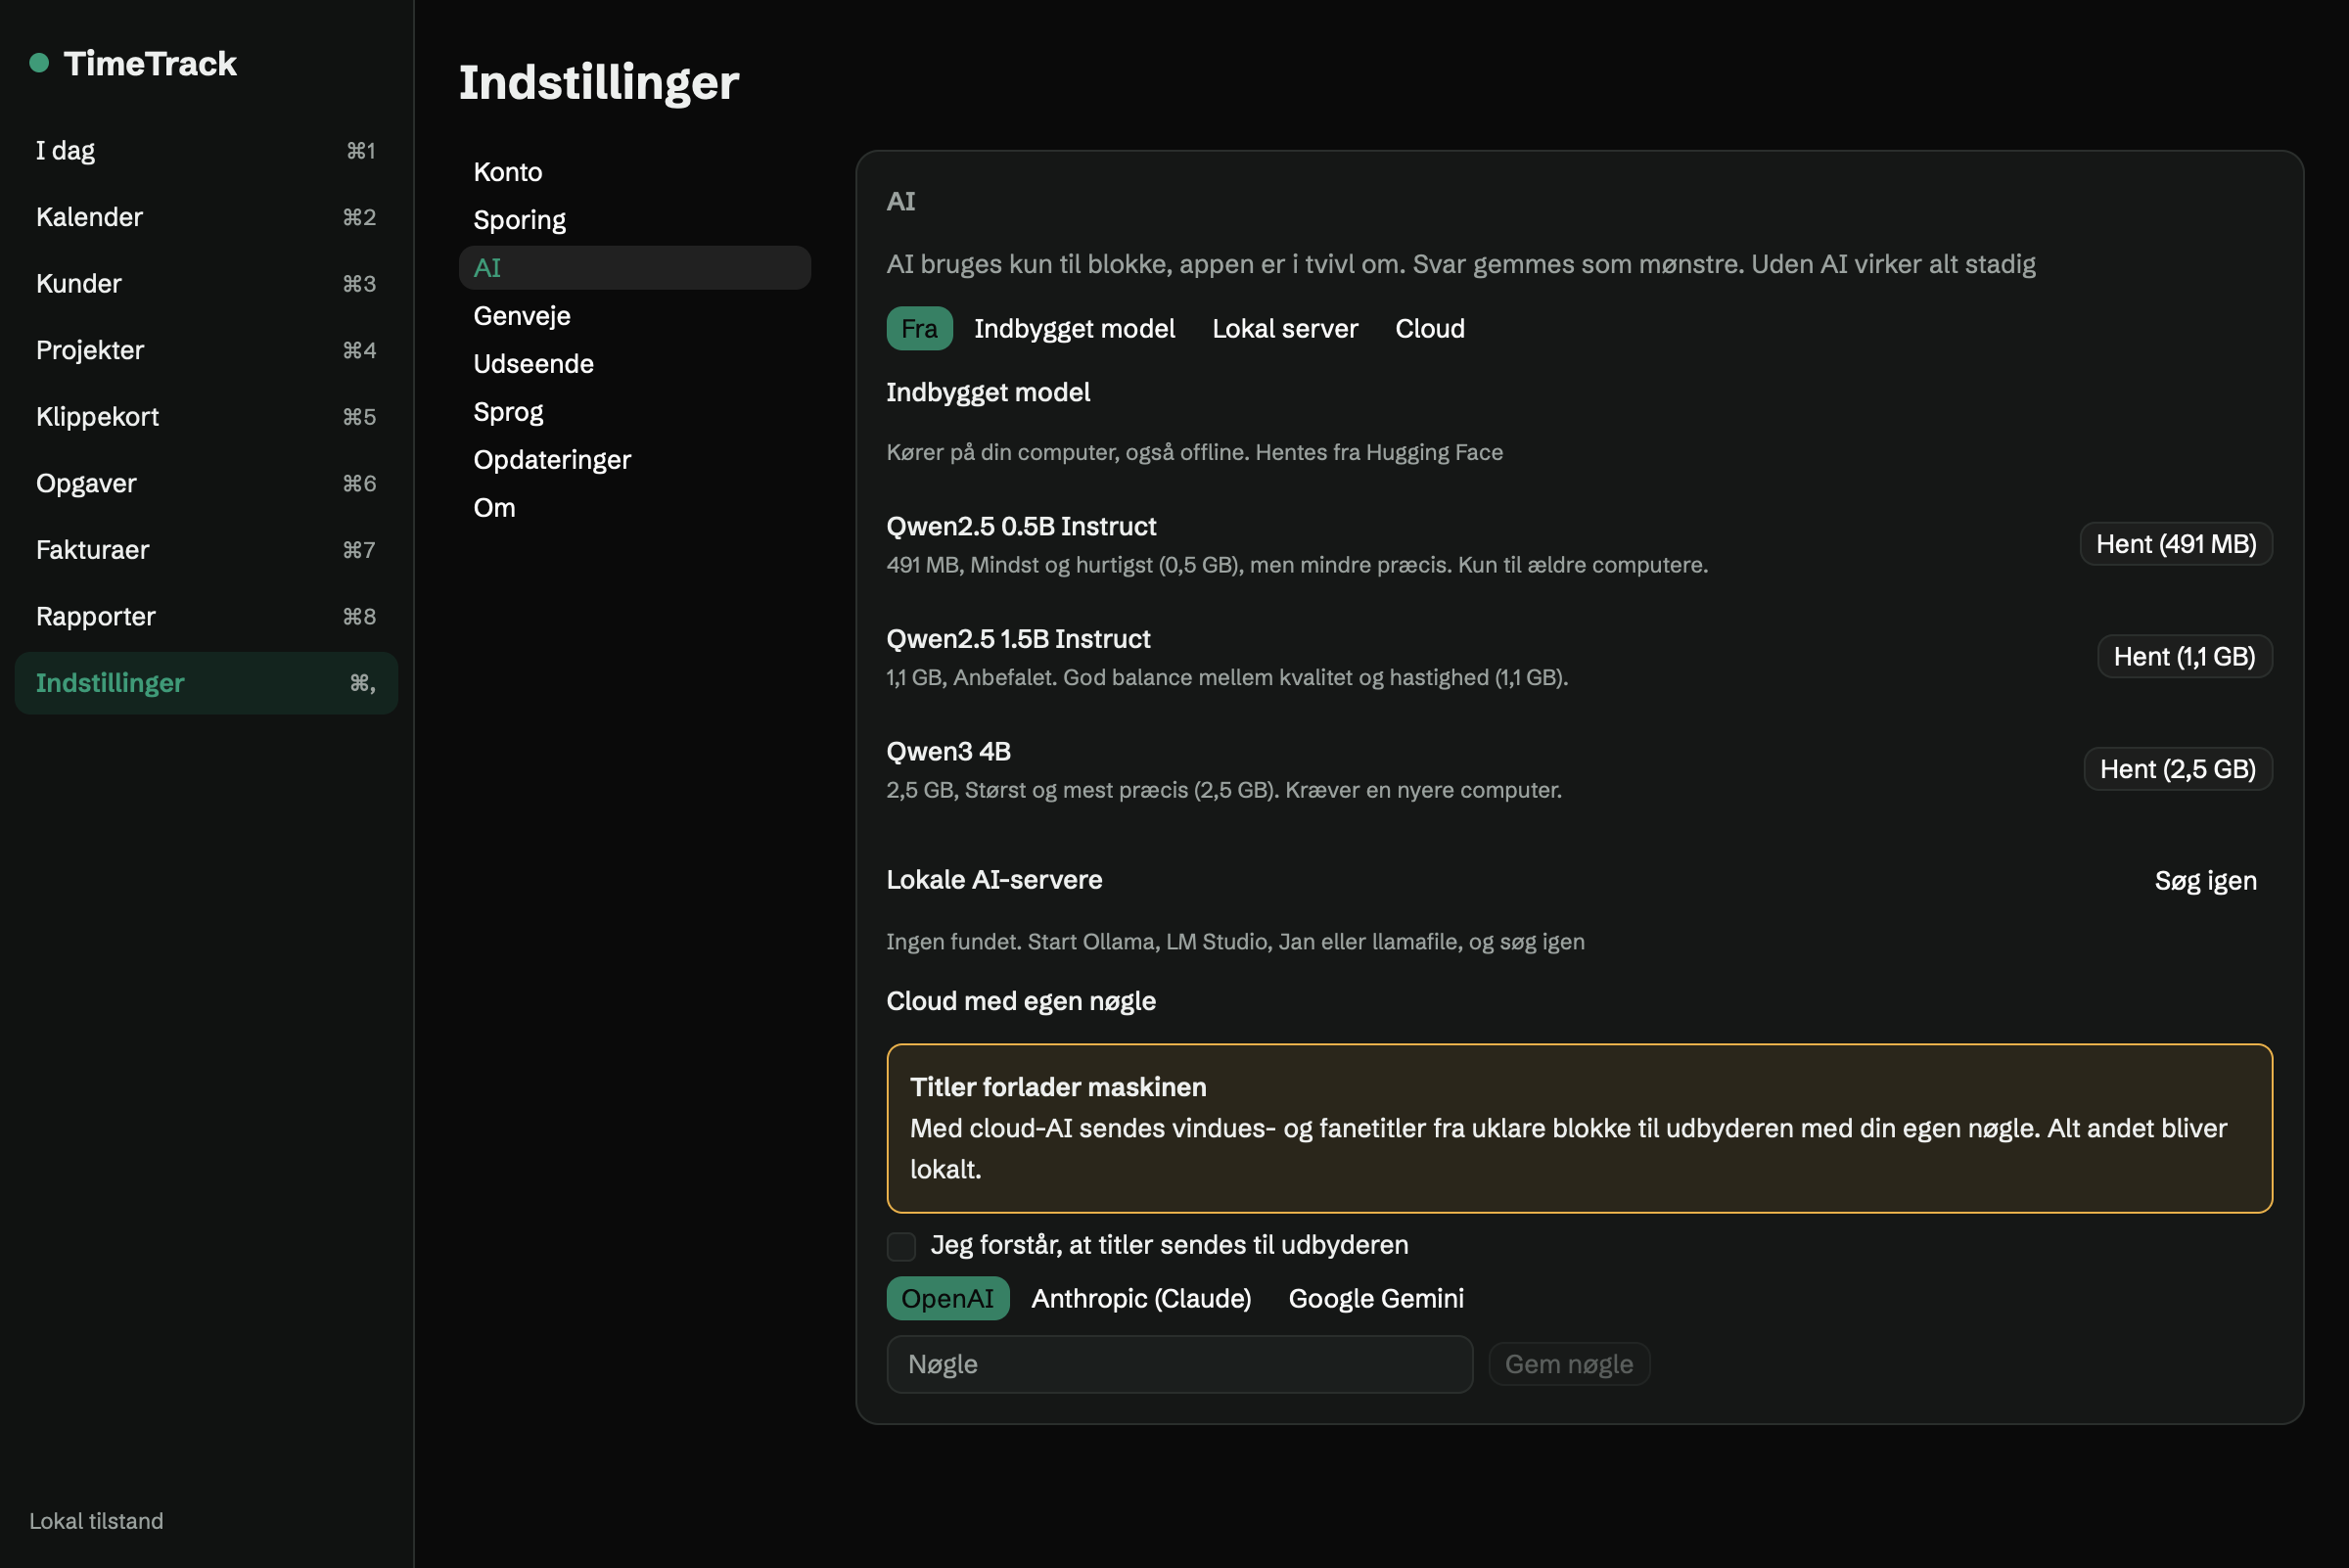 TimeTrack
I dag ⌘1
Kalender ⌘2
Kunder ⌘3
Projekter ⌘4
Klippekort ⌘5
Opgaver ⌘6
Fakturaer ⌘7
Rapporter ⌘8
Indstillinger ⌘,
Lokal tilstand
Indstillinger
Konto
Sporing
AI
Genveje
Udseende
Sprog
Opdateringer
Om
AI
AI bruges kun til blokke, appen er i tvivl om. Svar gemmes som mønstre. Uden AI virker alt stadig
Fra Indbygget model Lokal server Cloud
Indbygget model
Kører på din computer, også offline. Hentes fra Hugging Face
Qwen2.5 0.5B Instruct
491 MB, Mindst og hurtigst (0,5 GB), men mindre præcis. Kun til ældre computere.
Hent (491 MB)
Qwen2.5 1.5B Instruct
1,1 GB, Anbefalet. God balance mellem kvalitet og hastighed (1,1 GB).
Hent (1,1 GB)
Qwen3 4B
2,5 GB, Størst og mest præcis (2,5 GB). Kræver en nyere computer.
Hent (2,5 GB)
Lokale AI-servere Søg igen
Ingen fundet. Start Ollama, LM Studio, Jan eller llamafile, og søg igen
Cloud med egen nøgle
Titler forlader maskinen
Med cloud-AI sendes vindues- og fanetitler fra uklare blokke til udbyderen med din egen nøgle. Alt andet bliver
lokalt.
Jeg forstår, at titler sendes til udbyderen
OpenAI Anthropic (Claude) Google Gemini
Nøgle Gem nøgle